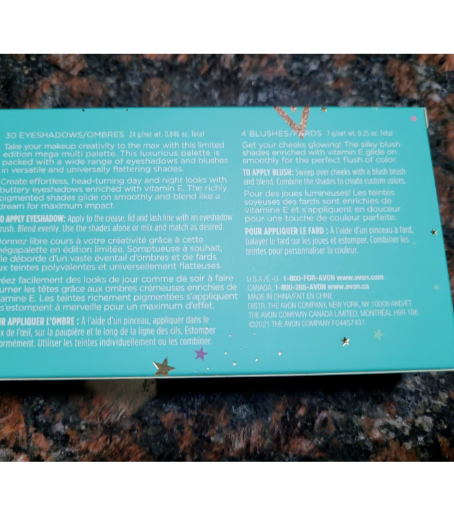 30 EYESHADOWS/OMBRES 24 g/net wt. 0.846 oz. Total
Take your makeup creativity to the max with this limited
edition mega multi palette. This luxurious palette is
packed with a wide range of eyeshadows and blushes
in versatile and universally flattering shades.
Create effortless, head-turning day and night looks with
buttery eyeshadows enriched with vitamin E. The richly
pigmented shades glide on smoothly and blend like a
dream for maximum impact.
TO APPLY EYESHADOW: Apply to the crease, lid and lash line with an eyeshadow
brush. Blend evenly. Use the shades alone or mix and match as desired.
Donnez libre cours à votre créativité grâce à cette
mégapalette en édition limitée. Somptueuse à souhait,
elle déborde d'un vaste éventail d'ombres et de fards
aux teintes polyvalentes et universellement flatteuses.
Créez facilement des looks de jour comme de soir à faire
tourner les têtes grâce aux ombres crémeuses enrichies de
vitamine E. Les teintes richement pigmentées s'appliquent
et s'estompent à merveille pour un maximum d'effet.
POUR APPLIQUER L'OMBRE : À l'aide d'un pinceau, appliquer dans le
creux de l'œil, sur la paupière et le long de la ligne des cils. Estomper
uniformément. Utiliser les teintes individuellement ou les combiner.
4 BLUSHES/FARDS 7 g/net wt. 0.25 oz. Total
Get your cheeks glowing! The silky blush
shades enriched with vitamin E glide on
smoothly for the perfect flush of color.
TO APPLY BLUSH: Sweep over cheeks with a blush brush
and blend. Combine the shades to create custom colors.
Pour des joues lumineuses! Les teintes
soyeuses des fards sont enrichies de
vitamine E et s'appliquent en douceur
pour une touche de couleur parfaite.
POUR APPLIQUER LE FARD : À l'aide d'un pinceau à fard,
balayer le fard sur les joues et estomper. Combiner les
teintes pour personnaliser la couleur.
U.S.A./É.-U. 1-800-FOR-AVON www.avon.com
CANADA. 1-800-265-AVON www.avon.ca
MADE IN CHINA/FAIT EN CHINE
DISTR. THE AVON COMPANY, NEW YORK, NY 10001
THE AVON COMPANY CANADA LIMITED, MONTRÉAL H9R 1B6
©2021 THE AVON COMPANY F04457401